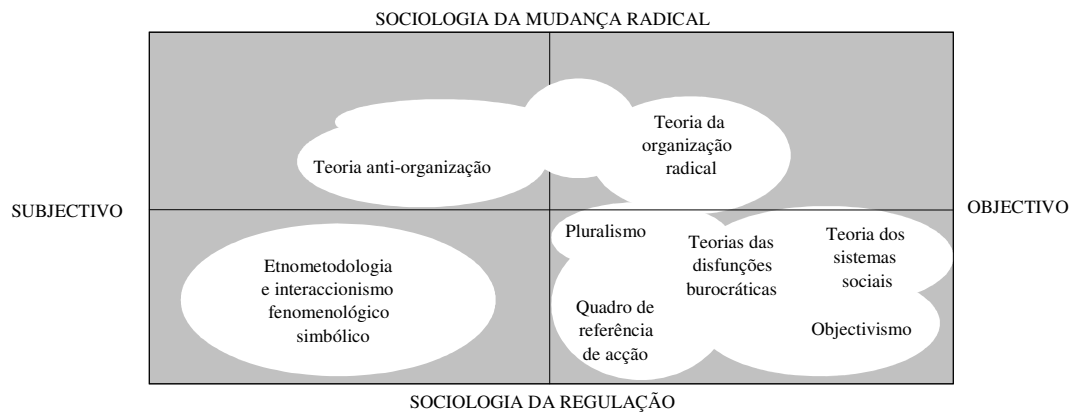 SOCIOLOGIA DA MUDANÇA RADICAL
Teoria da
organização
radical
Teoria anti-organização
SUBJECTIVO
OBJECTIVO
Pluralismo
Teorias das
disfunções
burocráticas
Teoria dos
sistemas
sociais
Etnometodologia
e interaccionismo
fenomenológico
simbólico
Quadro de
referência
de acção
Objectivismo
SOCIOLOGIA DA REGULAÇÃO